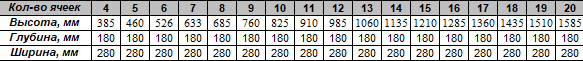 Кол-во ячеек 4 5 6 7 8 9 10 11 12 13 14 15 16 17 18 19 20
Высота, мм 385 460 526 633 685 760 825 910 985 1060 1135 1210 1285 1360 1435 1510 1585
Глубина, мм 180 180 180 180 180 180 180 180 180 180 180 180 180 180 180 180 180
Ширина, мм 280 280 280 280 280 280 280 280 280 280 280 280 280 280 280 280 280